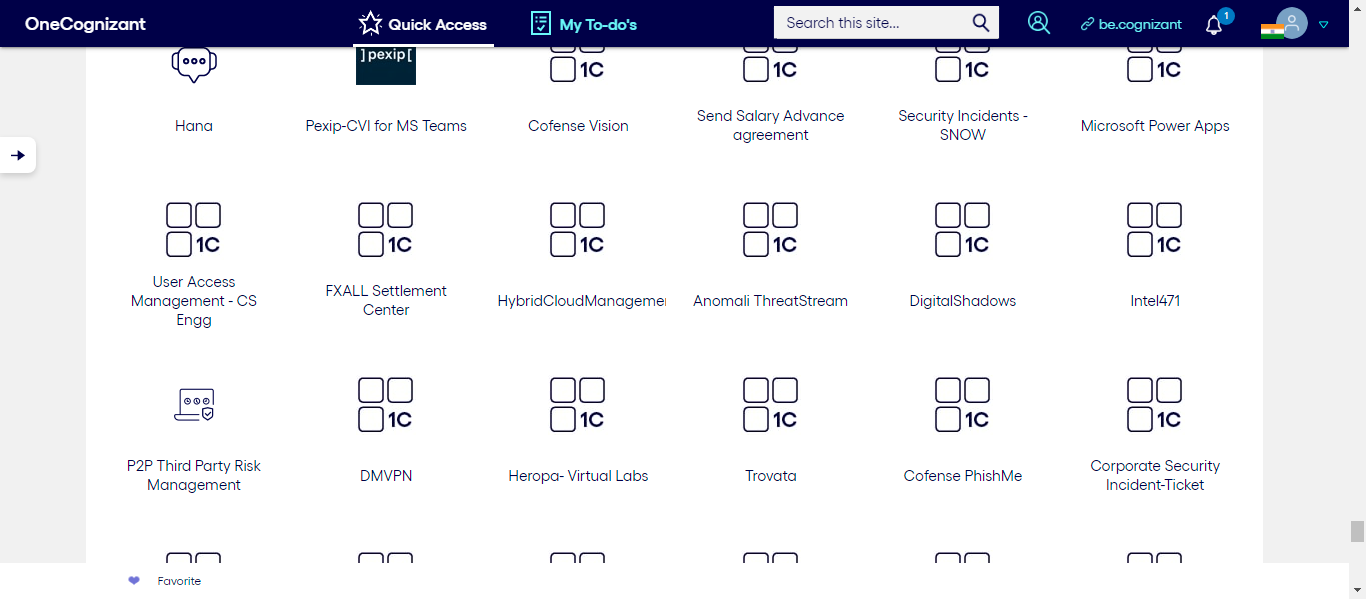 OneCognizant
Quick Access
My To-do's
Search this site...
be.cognizant
1
]pexip[
1C
1C
1C
1C
Hana
Pexip-CVI for MS Teams
Cofense Vision
Send Salary Advance
agreement
Security Incidents -
SNOW
Microsoft Power Apps
1C
1C
1C
1C
1C
1C
User Access
Management - CS
Engg
FXALL Settlement
Center
HybridCloudManagemen
Anomali ThreatStream
DigitalShadows
Intel471
1C
1C
1C
1C
1C
P2P Third Party Risk
Management
DMVPN
Heropa- Virtual Labs
Trovata
Cofense PhishMe
Corporate Security
Incident-Ticket
Favorite